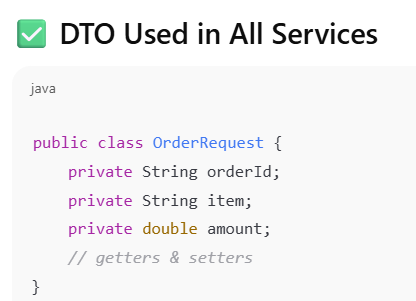 ✅ DTO Used in All Services
java
public class OrderRequest {
    private String orderId;
    private String item;
    private double amount;
    // getters & setters
}